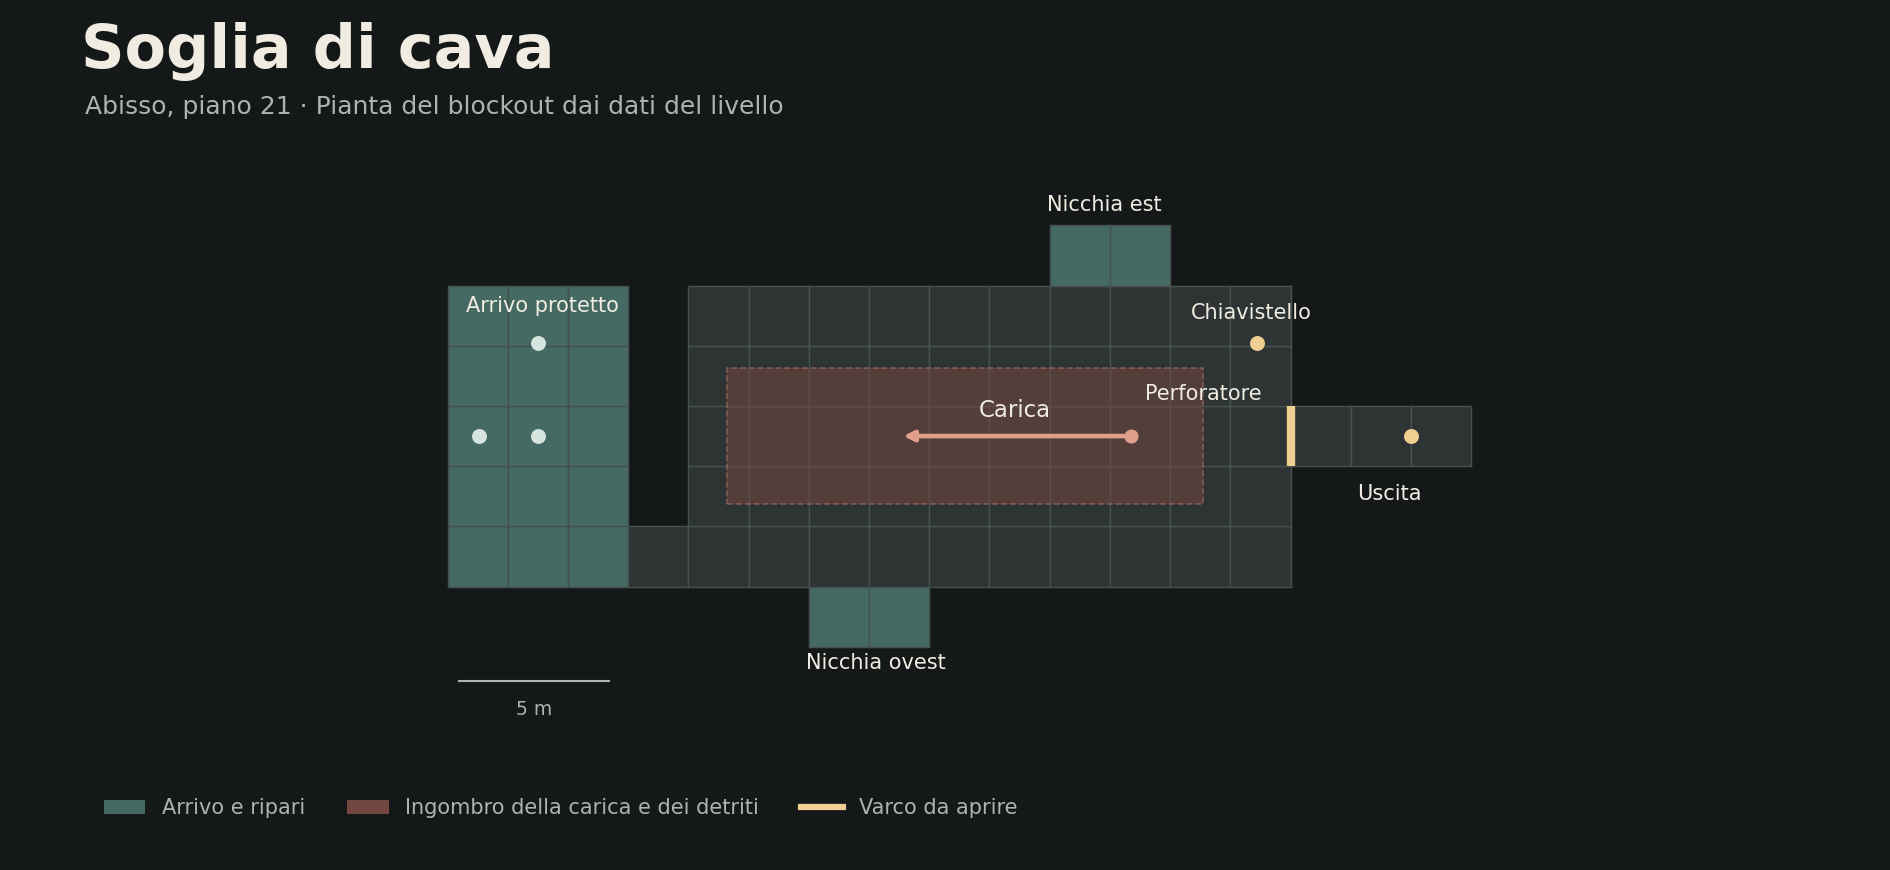 Soglia di cava
Abisso, piano 21 · Pianta del blockout dai dati del livello
Nicchia est
Arrivo protetto
Chiavistello
Perforatore
Carica
Uscita
Nicchia ovest
5 m
Arrivo e ripari
Ingombro della carica e dei detriti
Varco da aprire